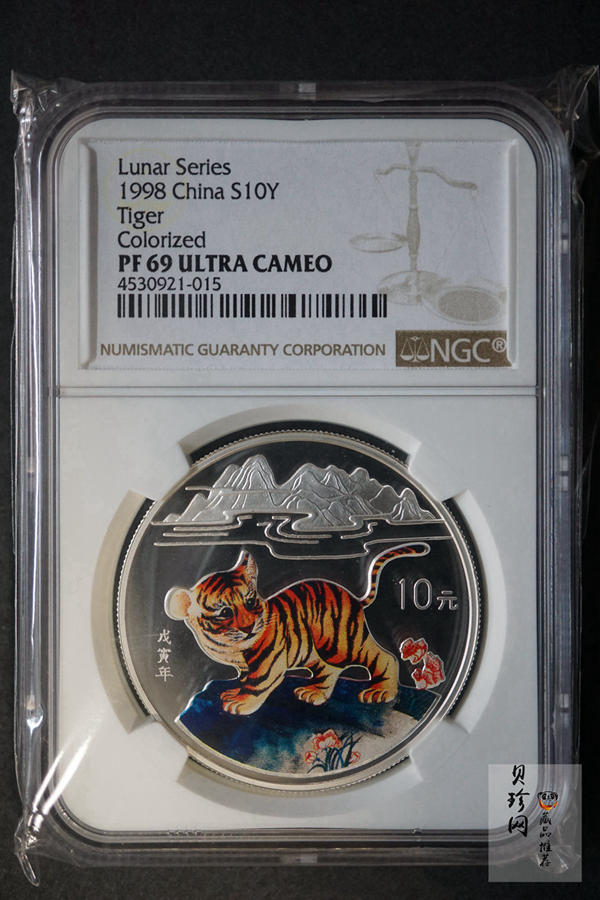 Lunar Series
1998 China S10Y
Tiger
Colorized
PF 69 ULTRA CAMEO
4530921-015
NUMISMATIC GUARANTY CORPORATION
NGC®
10元
戊寅年
贝珍网
藏品推荐